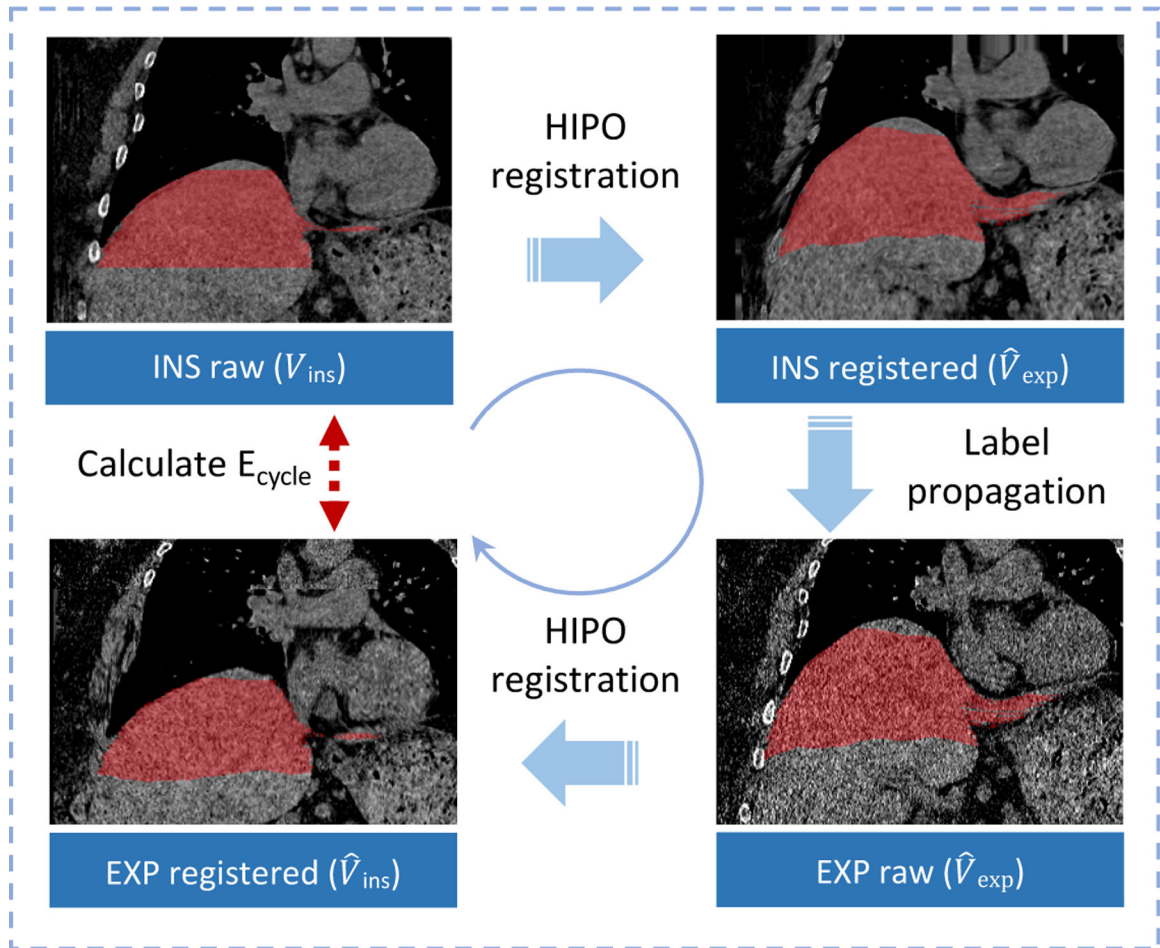 HIPO
registration
INS raw (V_ins)
INS registered (V̂_exp)
Calculate E_cycle
Label
propagation
HIPO
registration
EXP registered (V̂_ins)
EXP raw (V̂_exp)